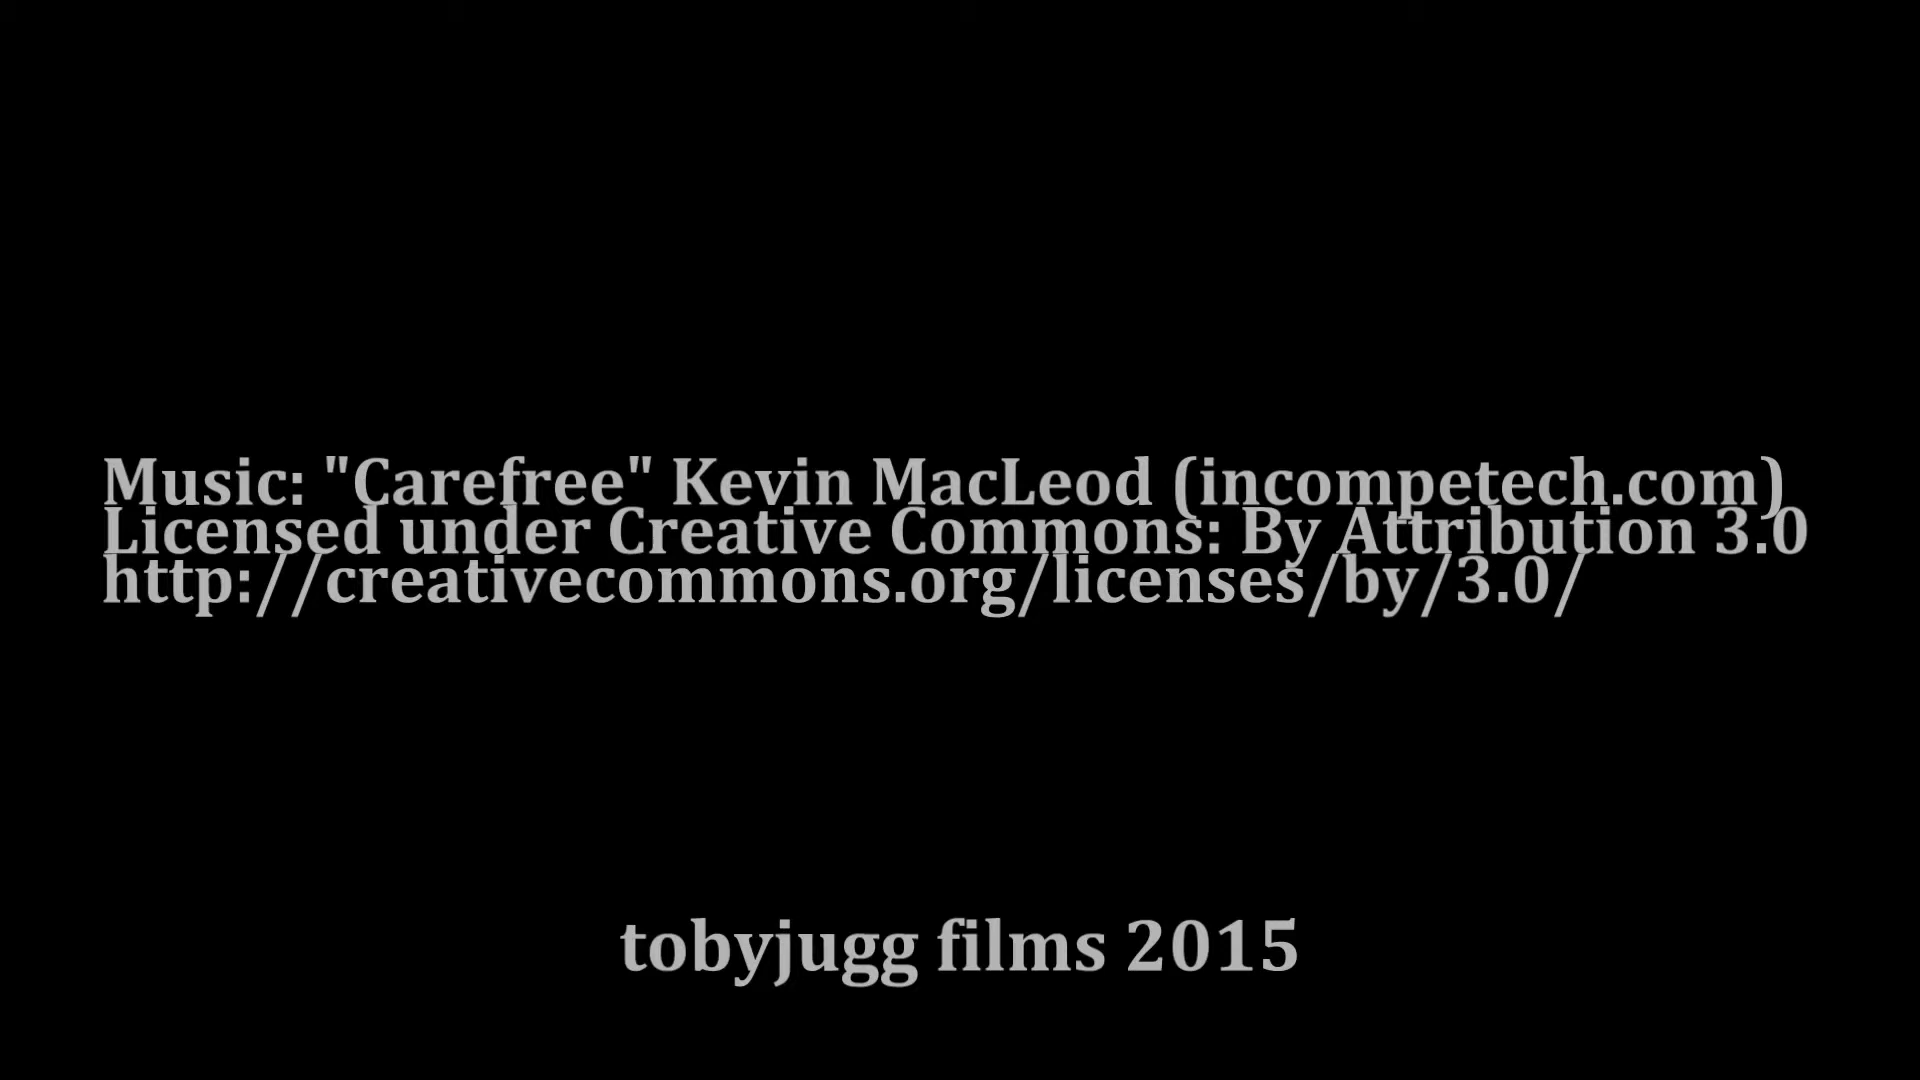 Music: "Carefree" Kevin MacLeod (incompetech.com)
Licensed under Creative Commons: By Attribution 3.0
http://creativecommons.org/licenses/by/3.0/
tobyjugg films 2015